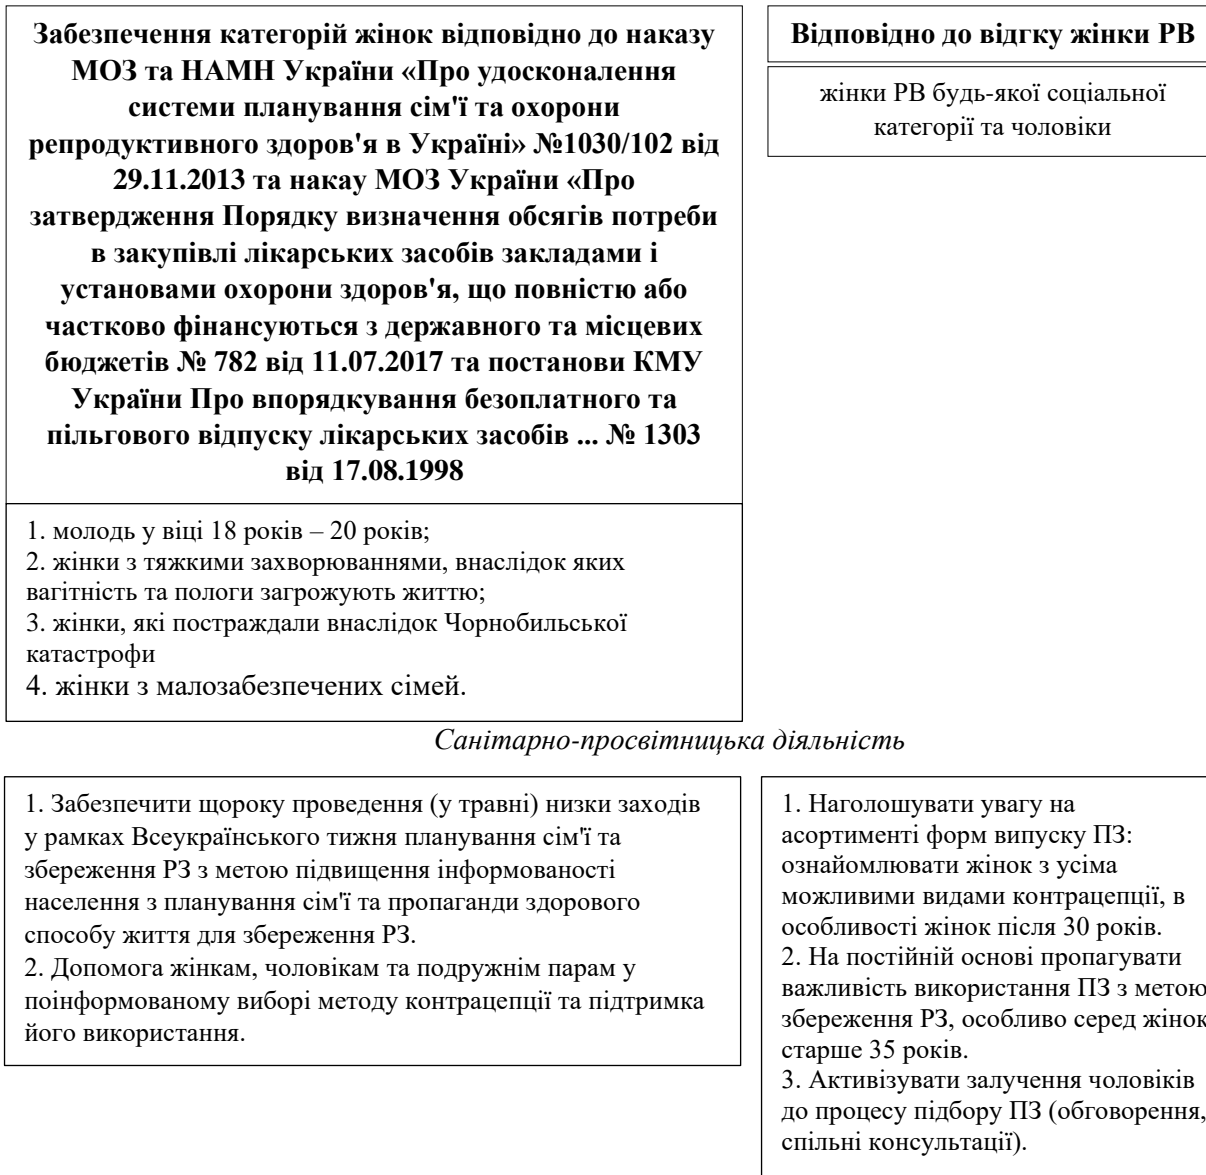 Забезпечення категорій жінок відповідно до наказу
МОЗ та НАМН України «Про удосконалення
системи планування сім'ї та охорони
репродуктивного здоров'я в Україні» №1030/102 від
29.11.2013 та накау МОЗ України «Про
затвердження Порядку визначення обсягів потреби
в закупівлі лікарських засобів закладами і
установами охорони здоров'я, що повністю або
частково фінансуються з державного та місцевих
бюджетів № 782 від 11.07.2017 та постанови КМУ
України Про впорядкування безоплатного та
пільгового відпуску лікарських засобів ... № 1303
від 17.08.1998
1. молодь у віці 18 років – 20 років;
2. жінки з тяжкими захворюваннями, внаслідок яких
вагітність та пологи загрожують життю;
3. жінки, які постраждали внаслідок Чорнобильської
катастрофи
4. жінки з малозабезпечених сімей.
Відповідно до відгку жінки РВ
жінки РВ будь-якої соціальної
категорії та чоловіки
Санітарно-просвітницька діяльність
1. Забезпечити щороку проведення (у травні) низки заходів
у рамках Всеукраїнського тижня планування сім'ї та
збереження РЗ з метою підвищення інформованості
населення з планування сім'ї та пропаганди здорового
способу життя для збереження РЗ.
2. Допомога жінкам, чоловікам та подружнім парам у
поінформованому виборі методу контрацепції та підтримка
його використання.
1. Наголошувати увагу на
асортименті форм випуску ПЗ:
ознайомлювати жінок з усіма
можливими видами контрацепції, в
особливості жінок після 30 років.
2. На постійній основі пропагувати
важливість використання ПЗ з метою
збереження РЗ, особливо серед жінок
старше 35 років.
3. Активізувати залучення чоловіків
до процесу підбору ПЗ (обговорення,
спільні консультації).